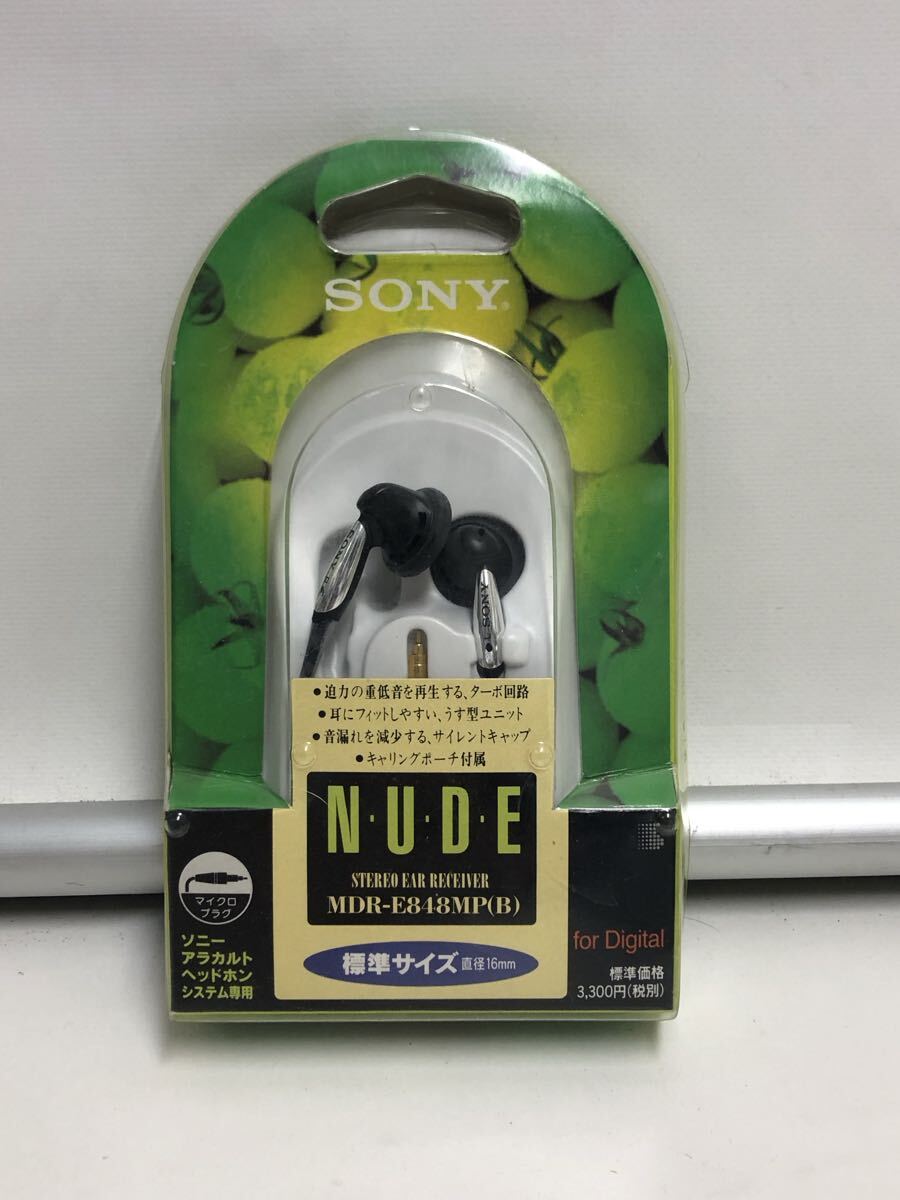 SONY®
SONY R
SONY L
●迫力の重低音を再生する、ターボ回路
●耳にフィットしやすい、うす型ユニット
●音漏れを減少する、サイレントキャップ
●キャリングポーチ付属
N·U·D·E
STEREO EAR RECEIVER
MDR-E848MP(B)
標準サイズ 直径16mm
マイクロ
プラグ
ソニー
アラカルト
ヘッドホン
システム専用
for Digital
標準価格
3,300円(税別)